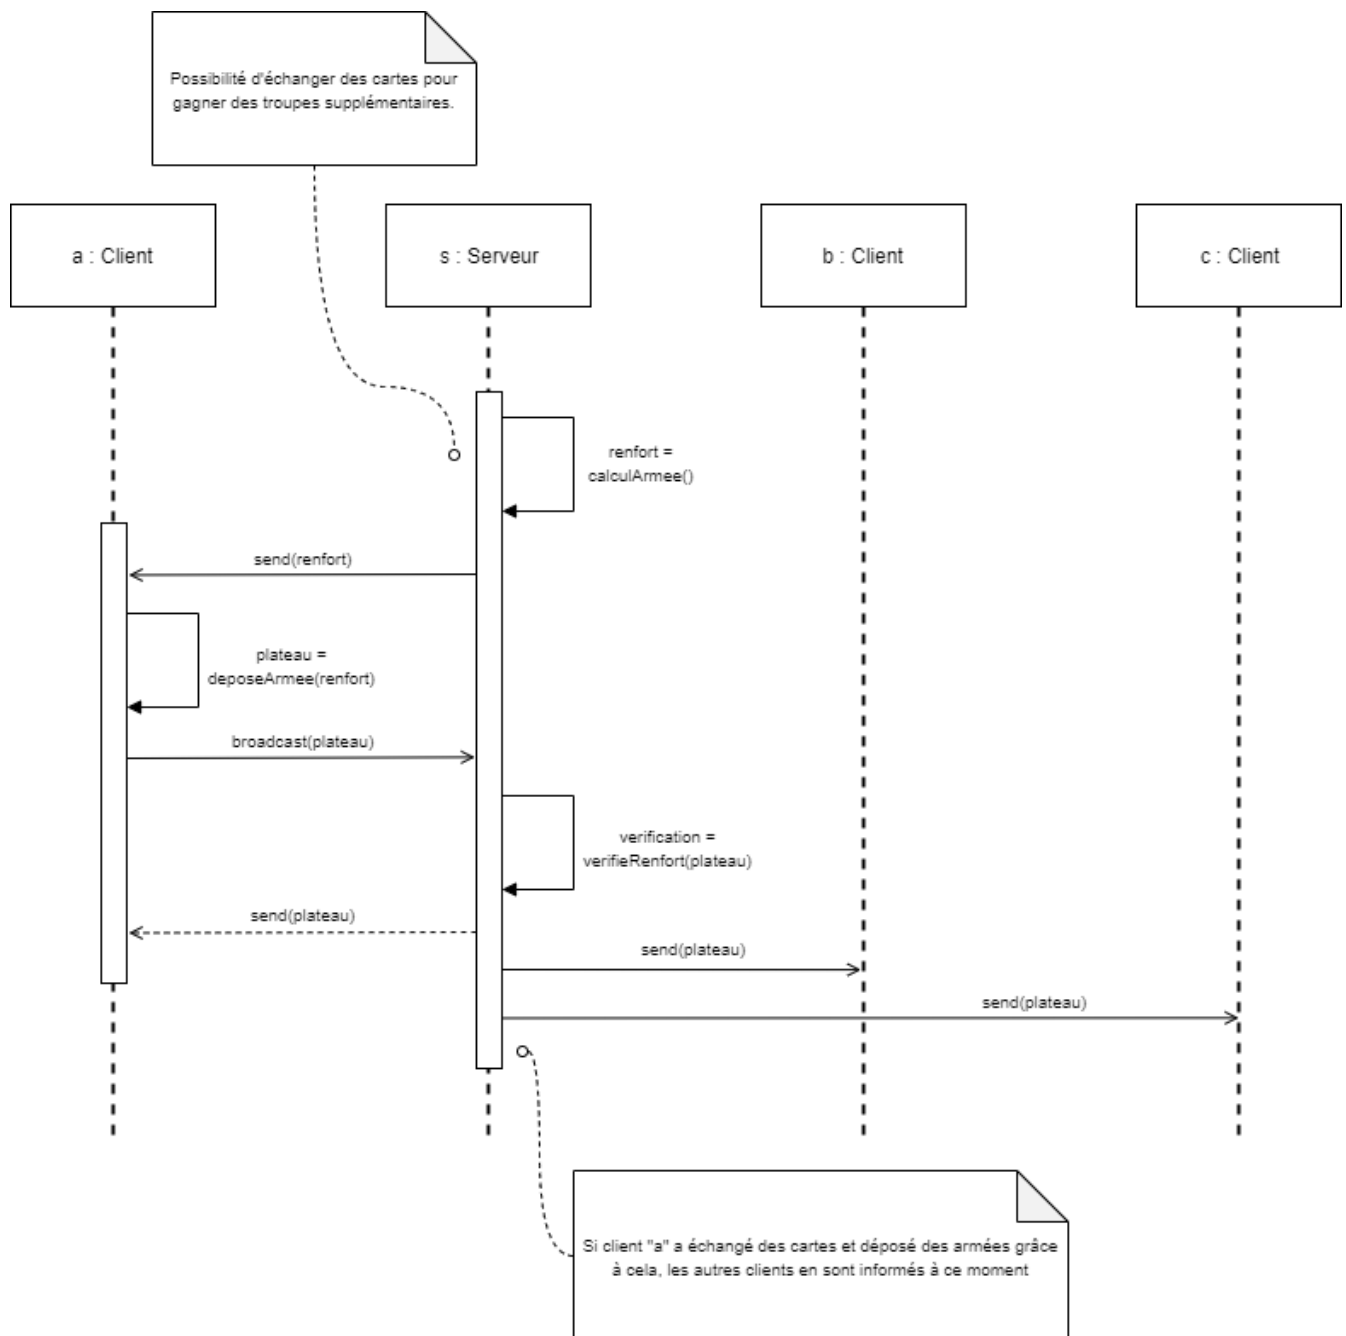 Possibilité d'échanger des cartes pour
gagner des troupes supplémentaires.
a : Client
s : Serveur
b : Client
c : Client
renfort =
calculArmee()
send(renfort)
plateau =
deposeArmee(renfort)
broadcast(plateau)
verification =
verifieRenfort(plateau)
send(plateau)
send(plateau)
send(plateau)
Si client "a" a échangé des cartes et déposé des armées grâce
à cela, les autres clients en sont informés à ce moment